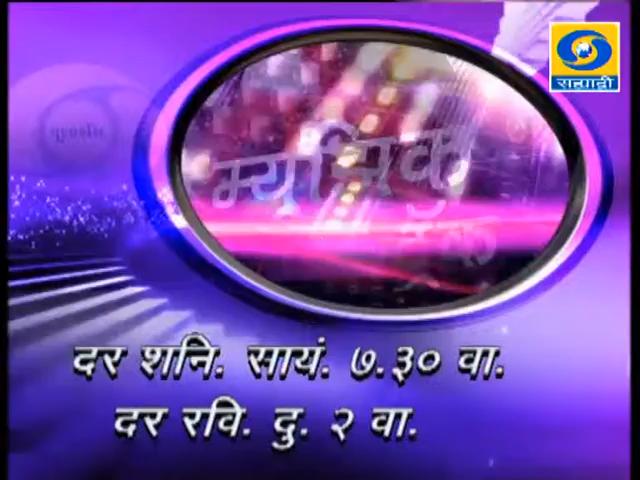 सह्याद्री
म्युझिक
ट्रॅक
दर शनि. सायं. ७.३० वा.
दर रवि. दु. २ वा.